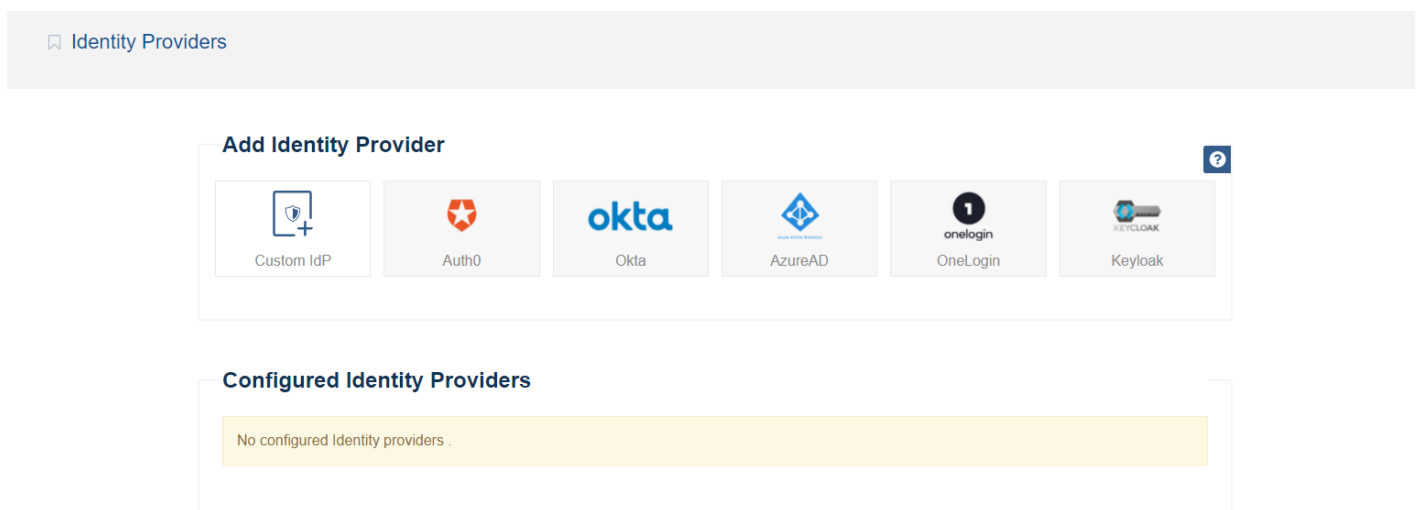 Identity Providers
Add Identity Provider
okta
1
onelogin
KEYCLOAK
Custom IdP
Auth0
Okta
AzureAD
OneLogin
Keyloak
Configured Identity Providers
No configured Identity providers .